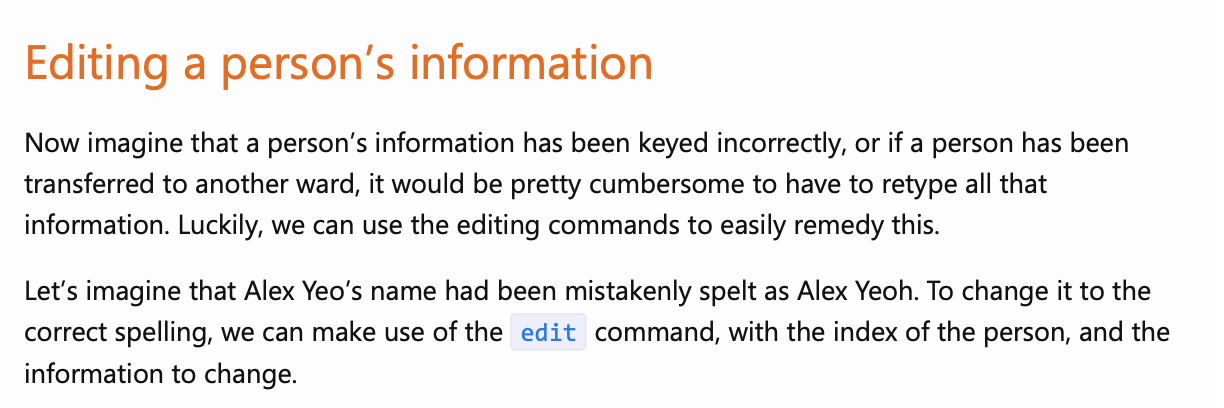 Editing a person’s information
Now imagine that a person’s information has been keyed incorrectly, or if a person has been
transferred to another ward, it would be pretty cumbersome to have to retype all that
information. Luckily, we can use the editing commands to easily remedy this.
Let’s imagine that Alex Yeo’s name had been mistakenly spelt as Alex Yeoh. To change it to the
correct spelling, we can make use of the edit command, with the index of the person, and the
information to change.